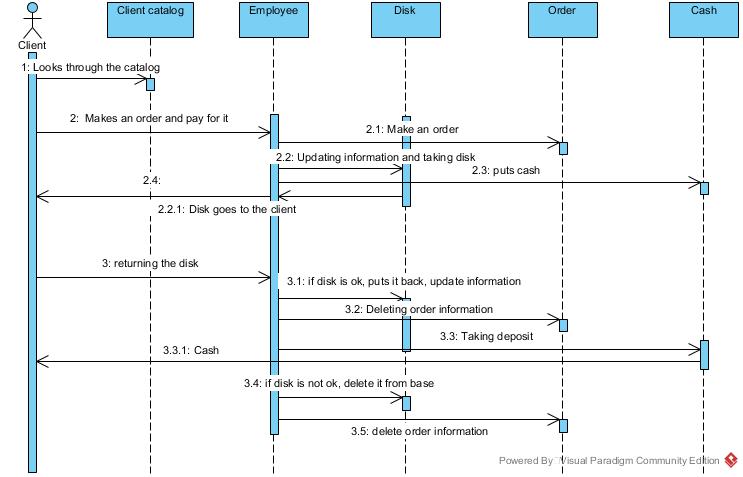 Client catalog
Employee
Disk
Order
Cash
Client
1: Looks through the catalog
2: Makes an order and pay for it
2.1: Make an order
2.2: Updating information and taking disk
2.3: puts cash
2.4:
2.2.1: Disk goes to the client
3: returning the disk
3.1: if disk is ok, puts it back, update information
3.2: Deleting order information
3.3: Taking deposit
3.3.1: Cash
3.4: if disk is not ok, delete it from base
3.5: delete order information
Powered By Visual Paradigm Community Edition